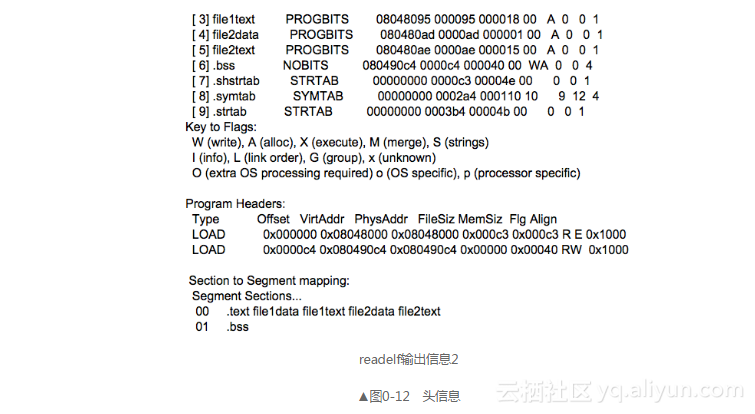 [ 3] file1text PROGBITS 08048095 000095 000018 00 A 0 0 1
[ 4] file2data PROGBITS 080480ad 0000ad 000001 00 A 0 0 1
[ 5] file2text PROGBITS 080480ae 0000ae 000015 00 A 0 0 1
[ 6] .bss NOBITS 080490c4 0000c4 000040 00 WA 0 0 4
[ 7] .shstrtab STRTAB 00000000 0000c3 00004e 00 0 0 1
[ 8] .symtab SYMTAB 00000000 0002a4 000110 10 9 12 4
[ 9] .strtab STRTAB 00000000 0003b4 00004b 00 0 0 1
Key to Flags:
W (write), A (alloc), X (execute), M (merge), S (strings)
I (info), L (link order), G (group), x (unknown)
O (extra OS processing required) o (OS specific), p (processor specific)
Program Headers:
Type Offset VirtAddr PhysAddr FileSiz MemSiz Flg Align
LOAD 0x000000 0x08048000 0x08048000 0x000c3 0x000c3 R E 0x1000
LOAD 0x0000c4 0x080490c4 0x080490c4 0x00000 0x00040 RW 0x1000
Section to Segment mapping:
Segment Sections...
00 .text file1data file1text file2data file2text
01 .bss
readelf输出信息2
▲图0-12 头信息
云栖社区 yq.aliyun.com